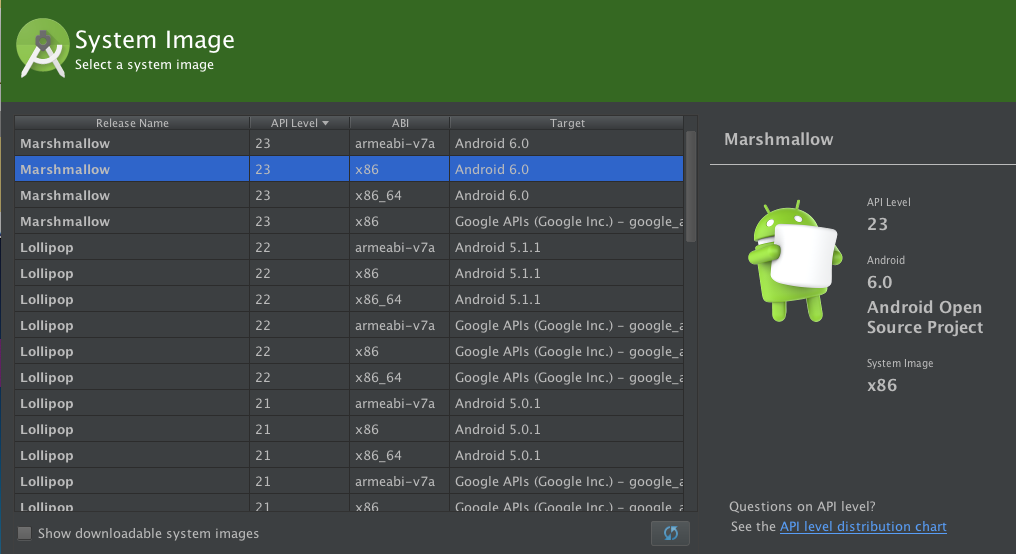 System Image
Select a system image
Release Name API Level ABI Target
Marshmallow 23 armeabi-v7a Android 6.0
Marshmallow 23 x86 Android 6.0
Marshmallow 23 x86_64 Android 6.0
Marshmallow 23 x86 Google APIs (Google Inc.) - google_a
Lollipop 22 armeabi-v7a Android 5.1.1
Lollipop 22 x86 Android 5.1.1
Lollipop 22 x86_64 Android 5.1.1
Lollipop 22 armeabi-v7a Google APIs (Google Inc.) - google_a
Lollipop 22 x86 Google APIs (Google Inc.) - google_a
Lollipop 22 x86_64 Google APIs (Google Inc.) - google_a
Lollipop 21 armeabi-v7a Android 5.0.1
Lollipop 21 x86 Android 5.0.1
Lollipop 21 x86_64 Android 5.0.1
Lollipop 21 armeabi-v7a Google APIs (Google Inc.) - google_a
Lollipop 21 x86 Google APIs (Google Inc.) - google_a
Show downloadable system images
Marshmallow
API Level
23
Android
6.0
Android Open
Source Project
System Image
x86
Questions on API level?
See the API level distribution chart